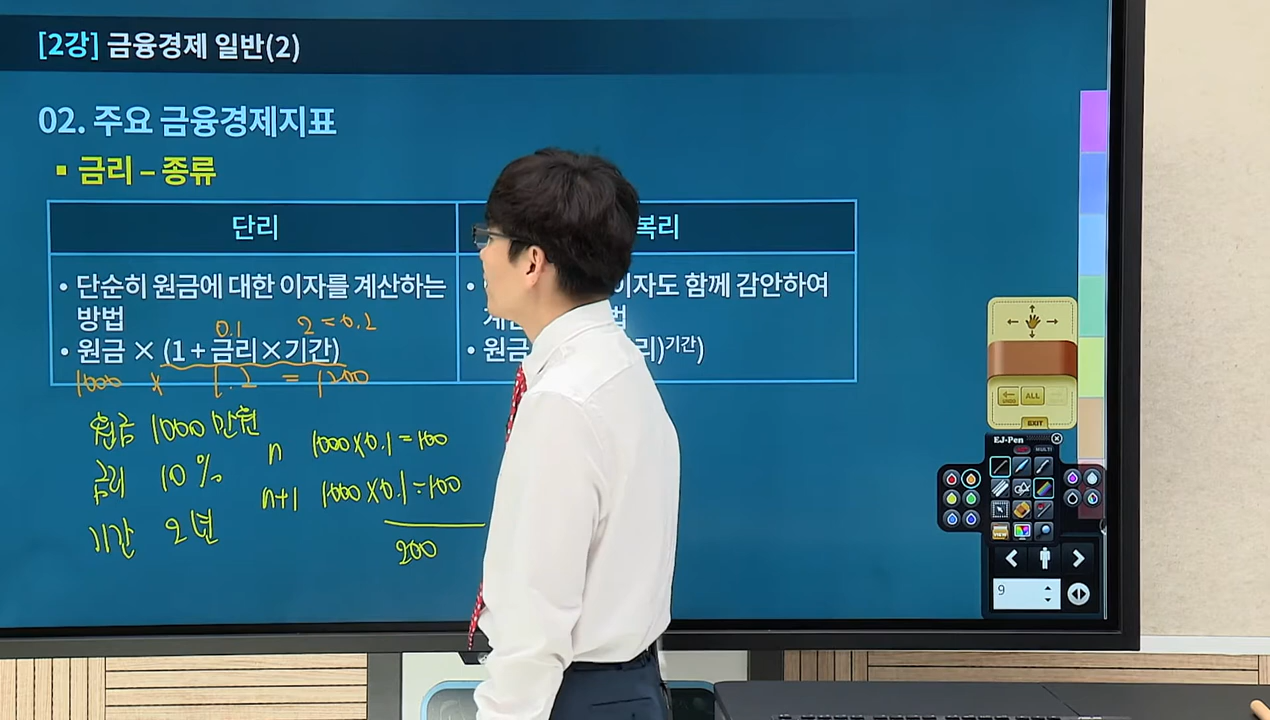 [2강] 금융경제 일반(2)
02. 주요 금융경제지표
▪ 금리 – 종류
단리
복리
• 단순히 원금에 대한 이자를 계산하는
방법
0.1 2 = 0.2
• 원금 × (1 + 금리×기간)
1000 × 1.2 = 1200
• 이자도 함께 감안하여
법
• 원금 리)기간)
원금 1000만원
금리 10%
기간 2년
n 1000×0.1=100
n+1 1000×0.1=100
200
ALL
EXIT
EJ-Pen
MULTI
9